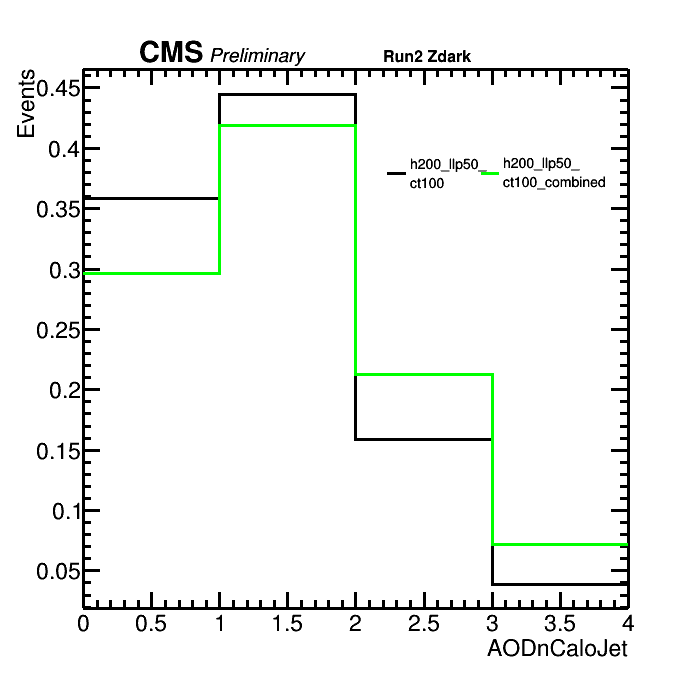 CMS Preliminary
Run2 Zdark
Events
0.45
0.4
0.35
0.3
0.25
0.2
0.15
0.1
0.05
h200_llp50_
ct100
h200_llp50_
ct100_combined
0 0.5 1 1.5 2 2.5 3 3.5 4
AODnCaloJet